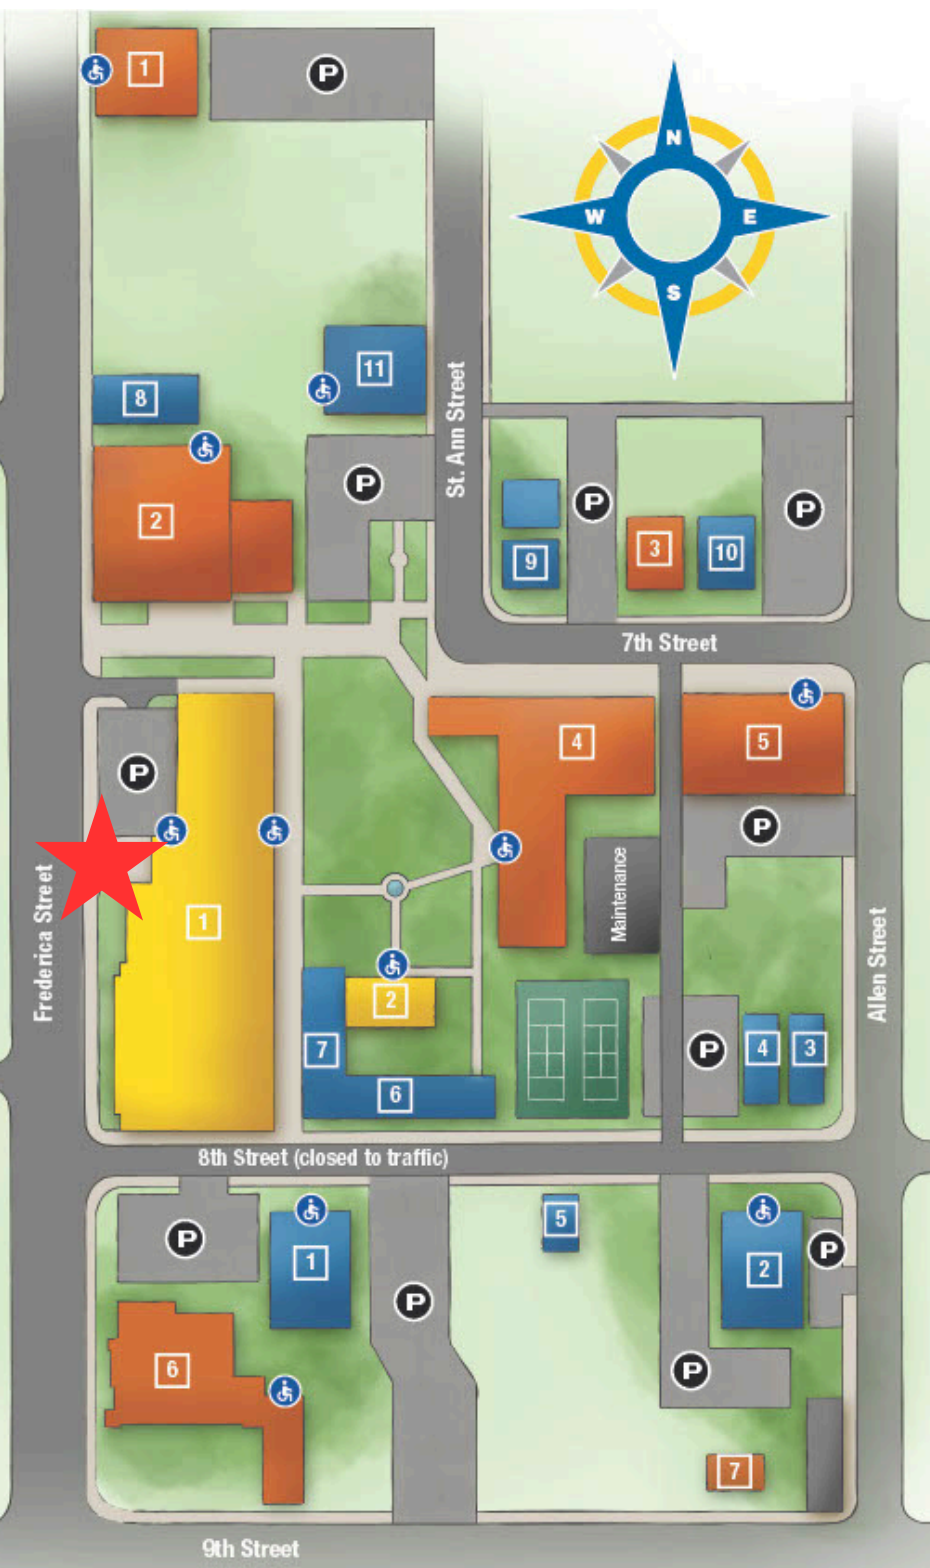 1
P
N
W
E
S
11
8
St. Ann Street
P
2
P
P
9
3
10
7th Street
4
5
P
P
Maintenance
Frederica Street
1
Allen Street
2
7
P
4
3
6
8th Street (closed to traffic)
5
P
1
2
P
P
6
P
7
9th Street